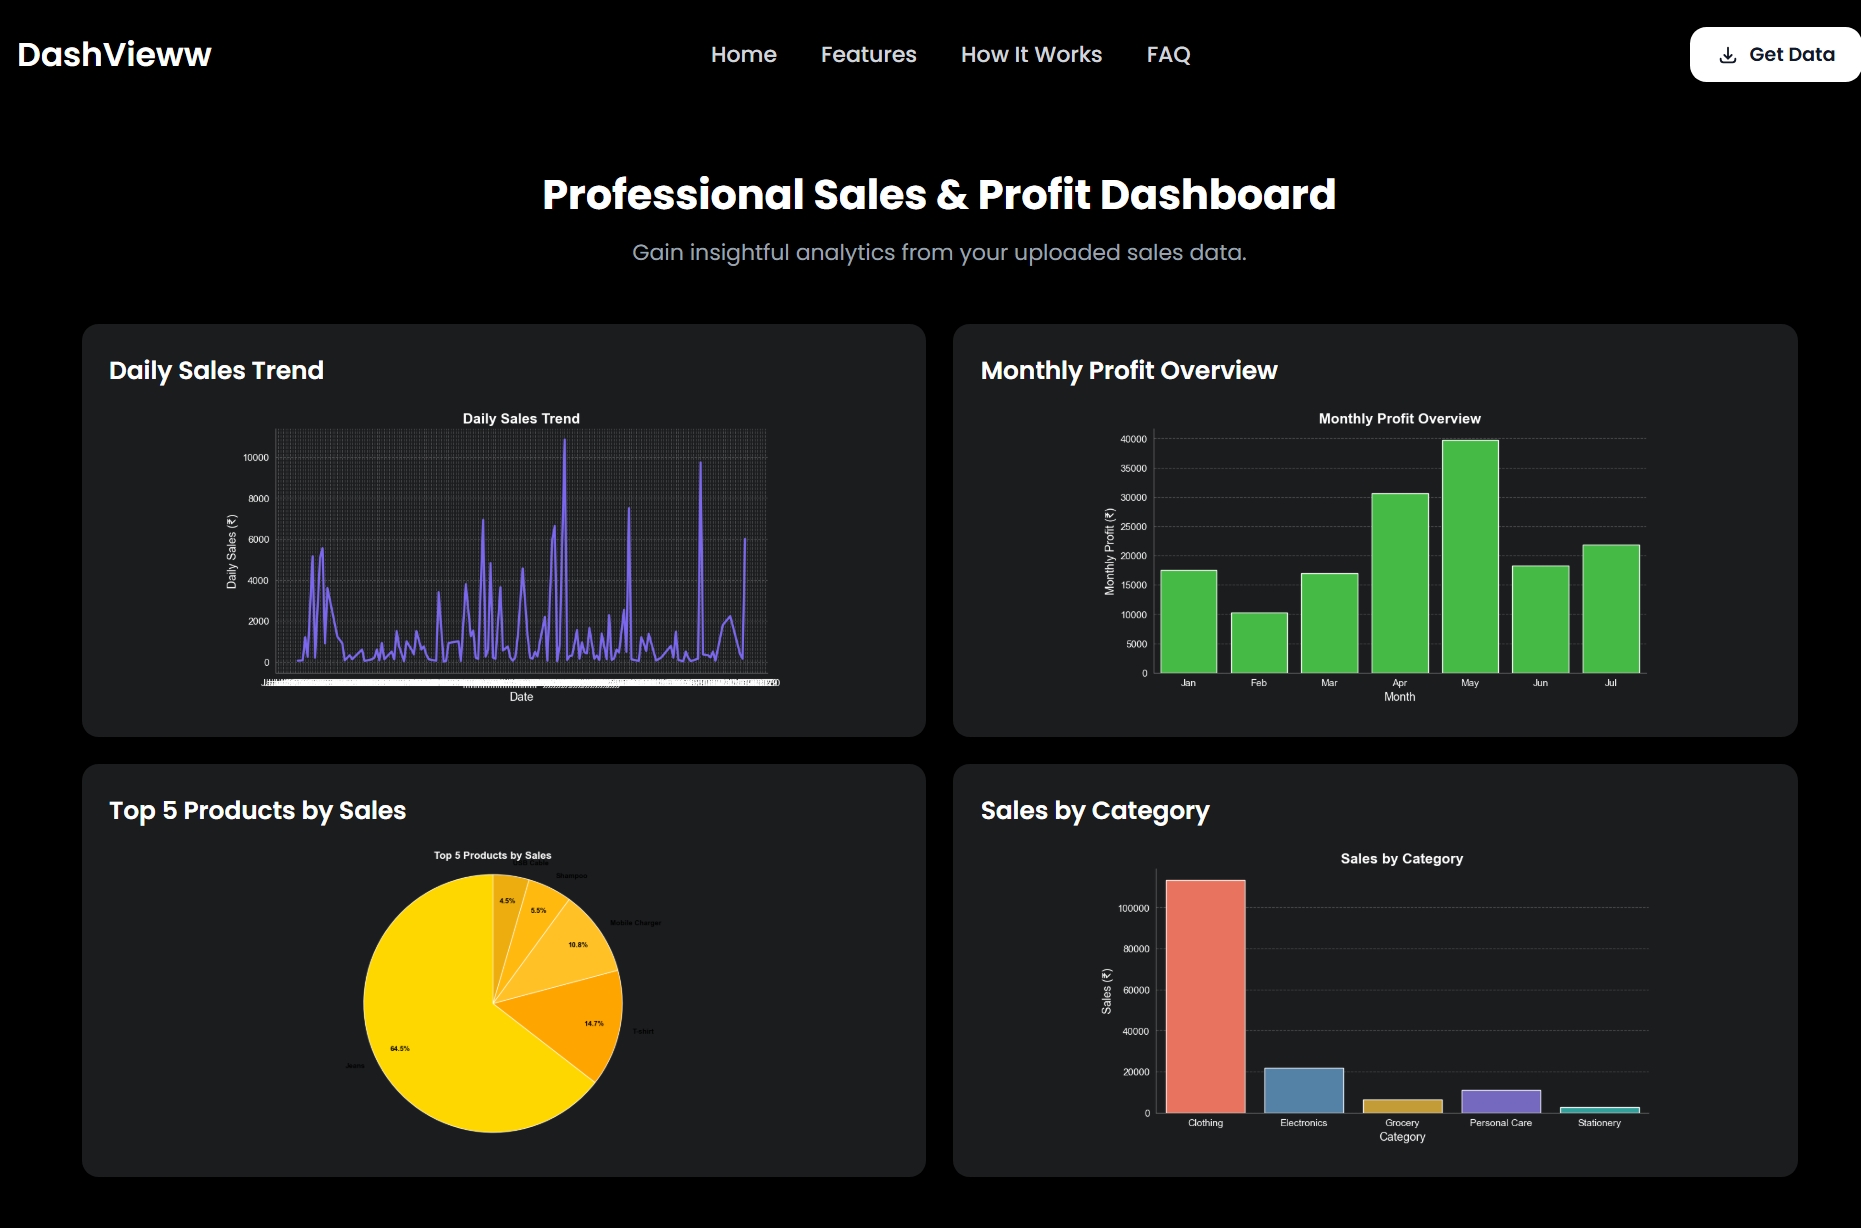 DashVieww
Home
Features
How It Works
FAQ
Get Data
Professional Sales & Profit Dashboard
Gain insightful analytics from your uploaded sales data.
Daily Sales Trend
Daily Sales Trend
Daily Sales (₹)
10000
8000
6000
4000
2000
0
Date
Monthly Profit Overview
Monthly Profit Overview
Monthly Profit (₹)
40000
35000
30000
25000
20000
15000
10000
5000
0
Jan
Feb
Mar
Apr
May
Jun
Jul
Month
Top 5 Products by Sales
Top 5 Products by Sales
Shampoo
4.5%
5.5%
Mobile Charger
10.8%
14.7%
T-shirt
64.5%
Jeans
Sales by Category
Sales by Category
Sales (₹)
100000
80000
60000
40000
20000
0
Clothing
Electronics
Grocery
Personal Care
Stationery
Category